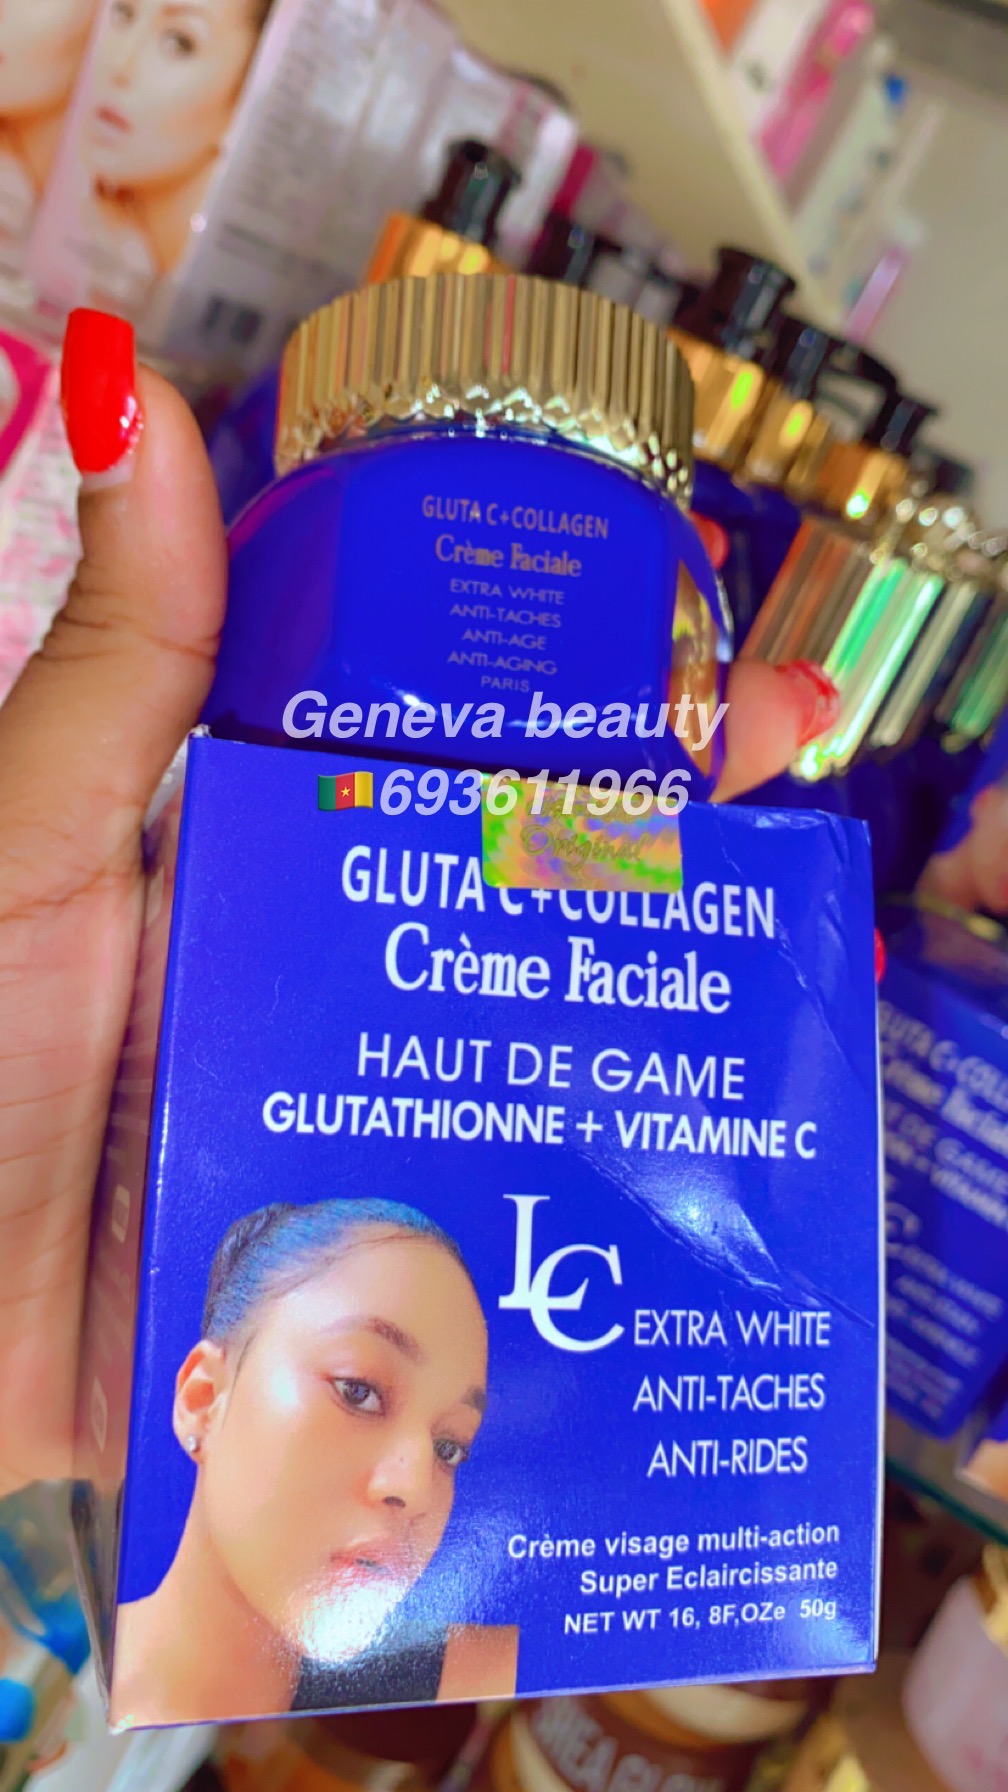 GLUTA C+COLLAGEN
Crème Faciale
EXTRA WHITE
ANTI-TACHES
ANTI-AGE
ANTI-AGING
PARIS
Geneva beauty
🇨🇲693611966
Original
GLUTA C+COLLAGEN
Crème Faciale
HAUT DE GAME
GLUTATHIONNE + VITAMINE C
LC
EXTRA WHITE
ANTI-TACHES
ANTI-RIDES
Crème visage multi-action
Super Eclaircissante
NET WT 16, 8F,OZe 50g